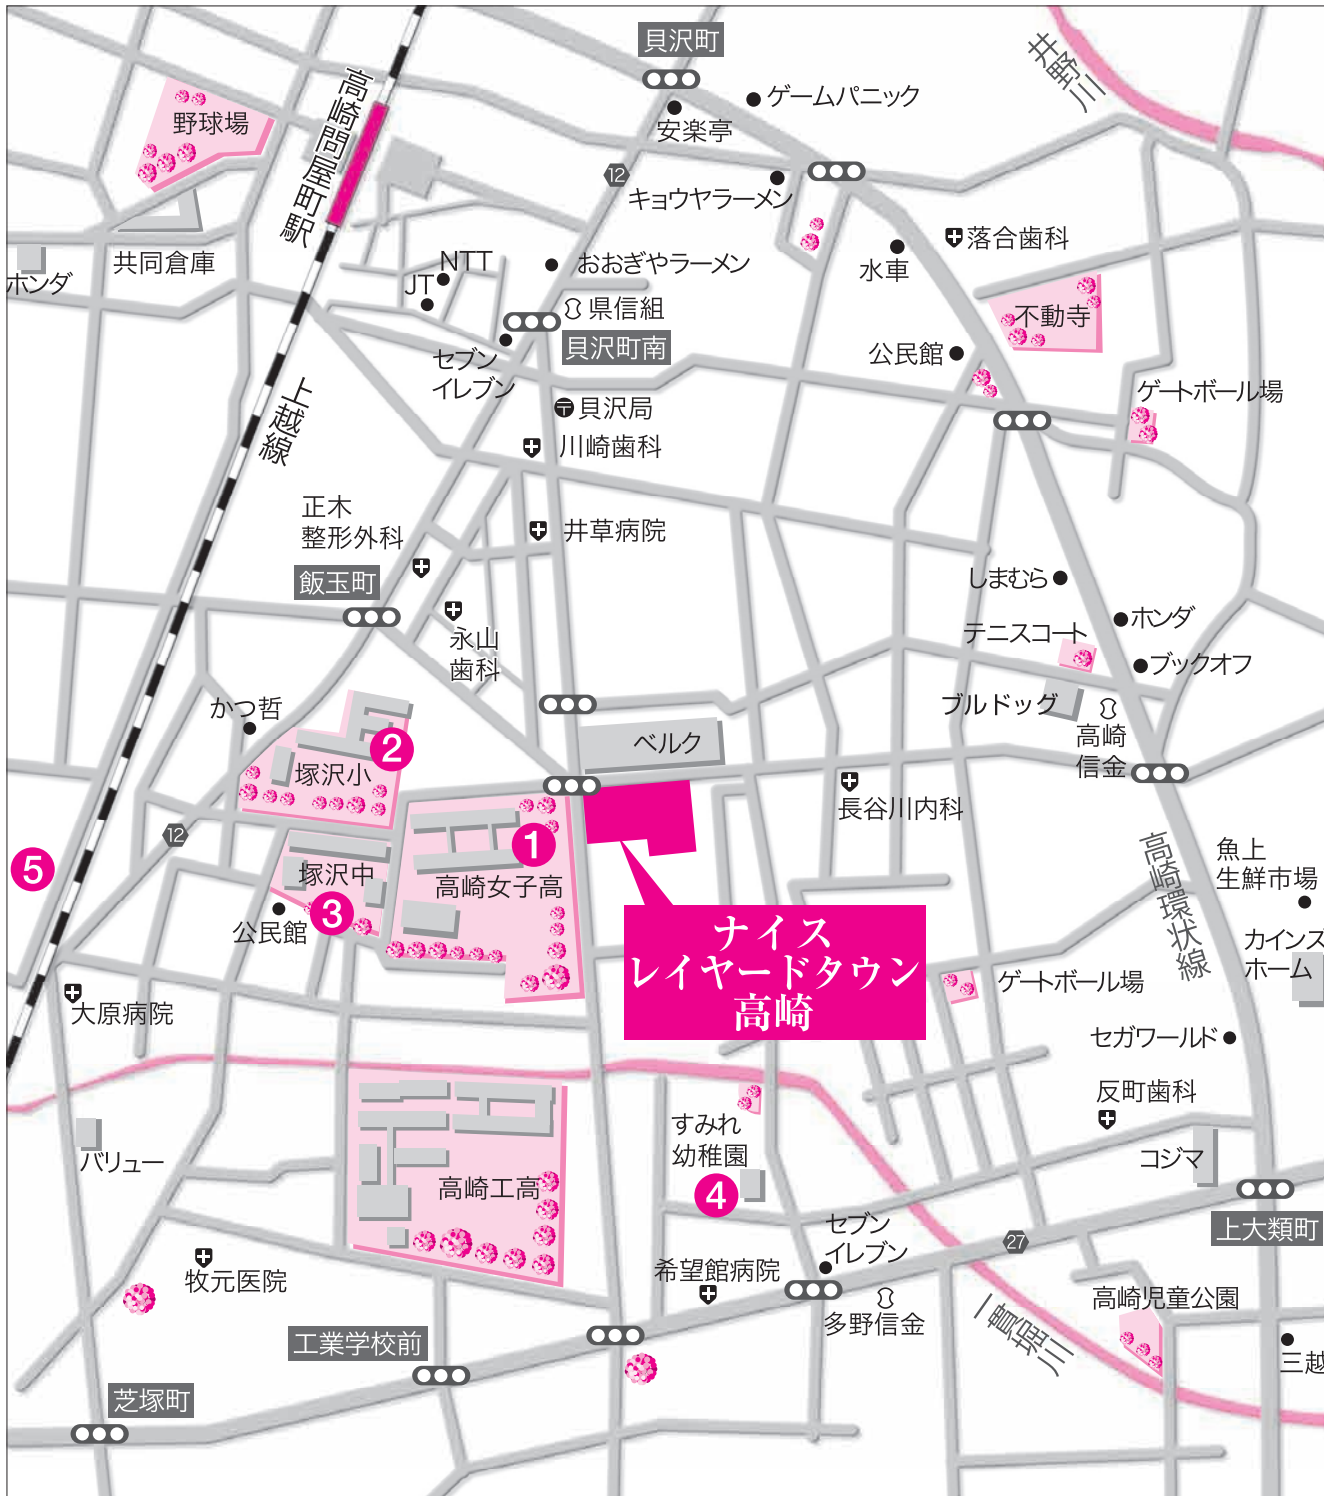 貝沢町
井野川
ゲームパニック
安楽亭
野球場
高崎問屋町駅
12
キョウヤラーメン
落合歯科
水車
共同倉庫
ホンダ
NTT
JT
おおぎやラーメン
県信組
貝沢町南
不動寺
公民館
セブン
イレブン
ゲートボール場
貝沢局
上越線
川崎歯科
正木
整形外科
井草病院
飯玉町
しまむら
ホンダ
テニスコート
永山
歯科
ブックオフ
ブルドッグ
かつ哲
高崎
信金
ベルク
2
塚沢小
長谷川内科
12
1
高崎環状線
魚上
生鮮市場
5
塚沢中
高崎女子高
3
公民館
ナイス
レイヤードタウン
高崎
カインズ
ホーム
ゲートボール場
大原病院
セガワールド
反町歯科
すみれ
幼稚園
バリュー
コジマ
高崎工高
4
上大類町
セブン
イレブン
27
希望館病院
牧元医院
多野信金
高崎児童公園
一貫堀川
工業学校前
三越
芝塚町